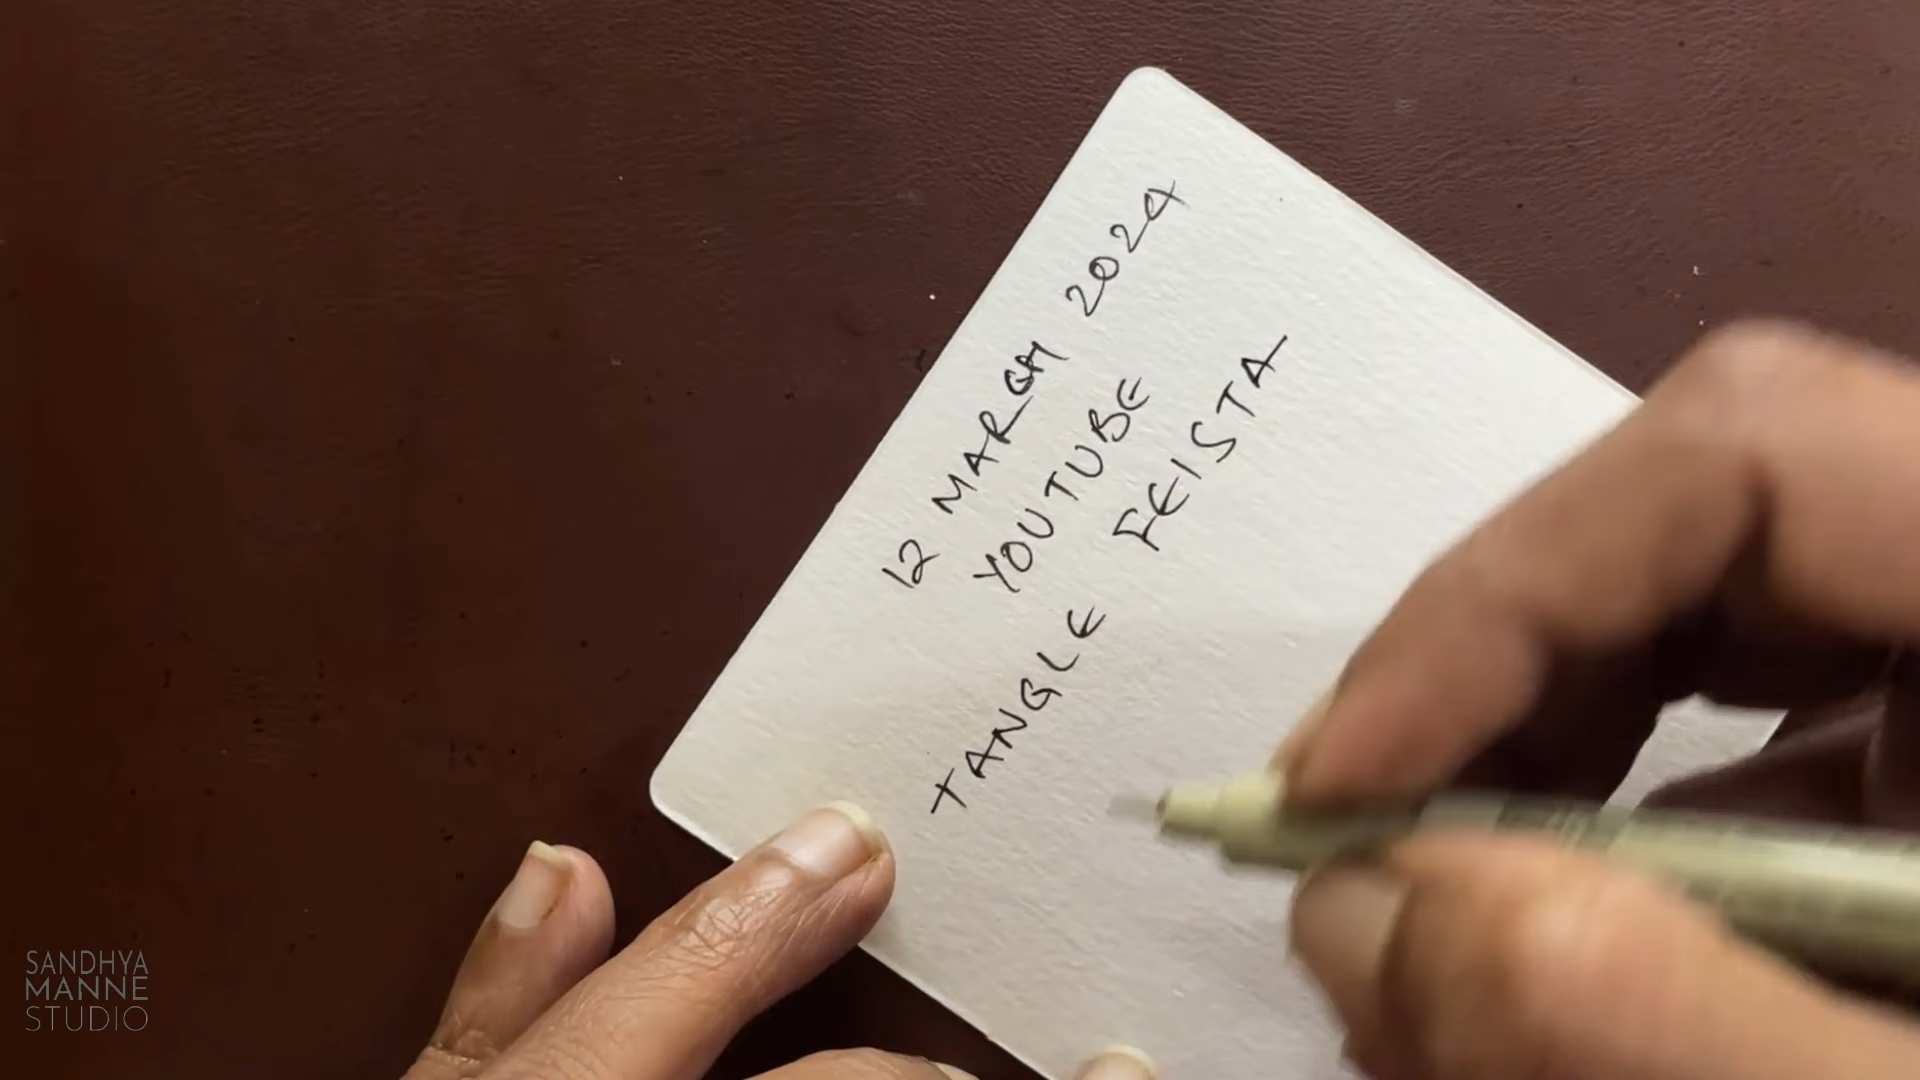 12 MARCH 2024
YOUTUBE
TANGLE FEISTA
SANDHYA
MANNE
STUDIO